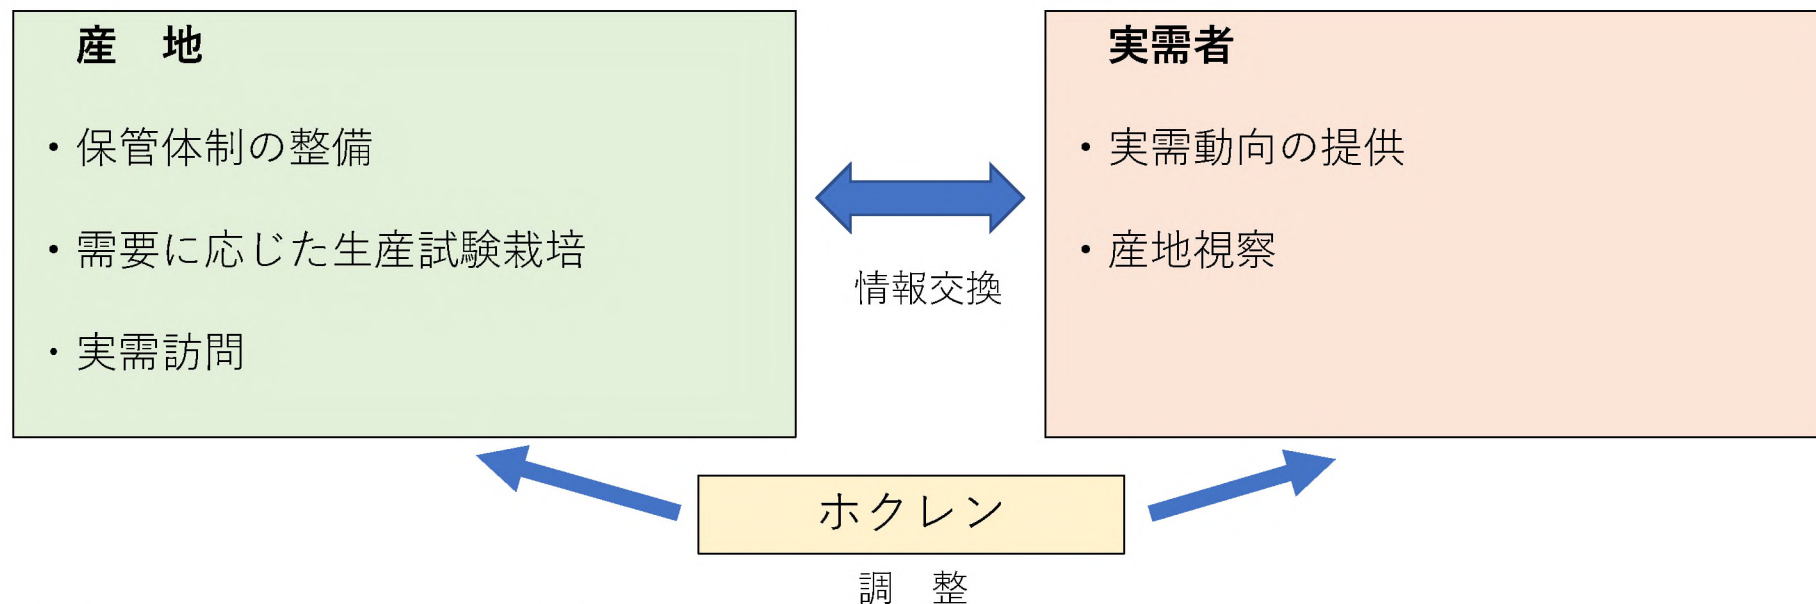 産　地
・保管体制の整備
・需要に応じた生産試験栽培
・実需訪問
情報交換
実需者
・実需動向の提供
・産地視察
ホクレン
調　整